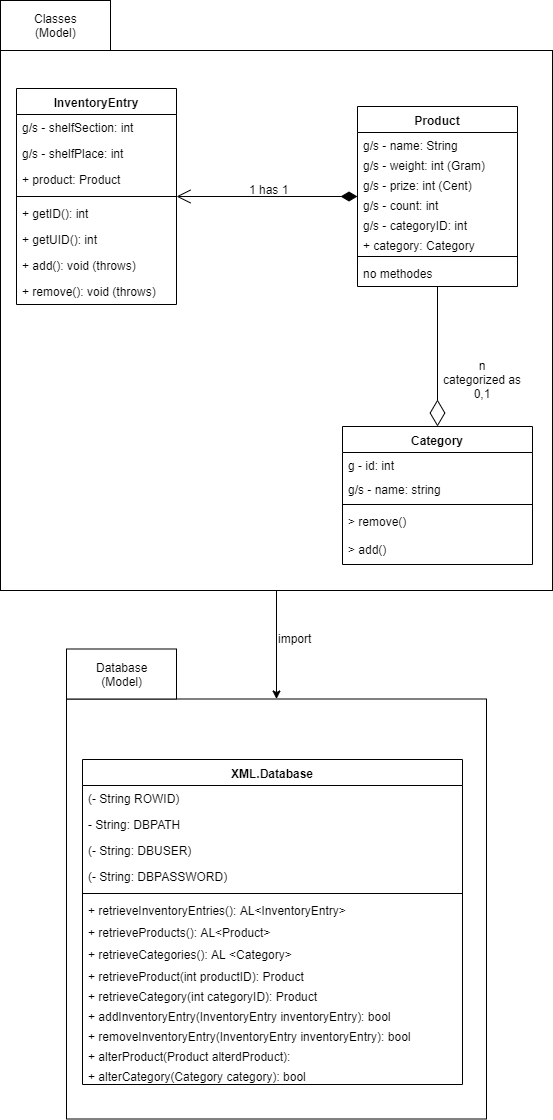 Classes
(Model)
InventoryEntry
g/s - shelfSection: int
g/s - shelfPlace: int
+ product: Product
+ getID(): int
+ getUID(): int
+ add(): void (throws)
+ remove(): void (throws)
1 has 1
Product
g/s - name: String
g/s - weight: int (Gram)
g/s - prize: int (Cent)
g/s - count: int
g/s - categoryID: int
+ category: Category
no methodes
n
categorized as
0,1
Category
g - id: int
g/s - name: string
> remove()
> add()
import
Database
(Model)
XML.Database
(- String ROWID)
- String: DBPATH
(- String: DBUSER)
(- String: DBPASSWORD)
+ retrieveInventoryEntries(): AL<InventoryEntry>
+ retrieveProducts(): AL<Product>
+ retrieveCategories(): AL <Category>
+ retrieveProduct(int productID): Product
+ retrieveCategory(int categoryID): Product
+ addInventoryEntry(InventoryEntry inventoryEntry): bool
+ removeInventoryEntry(InventoryEntry inventoryEntry): bool
+ alterProduct(Product alterdProduct):
+ alterCategory(Category category): bool